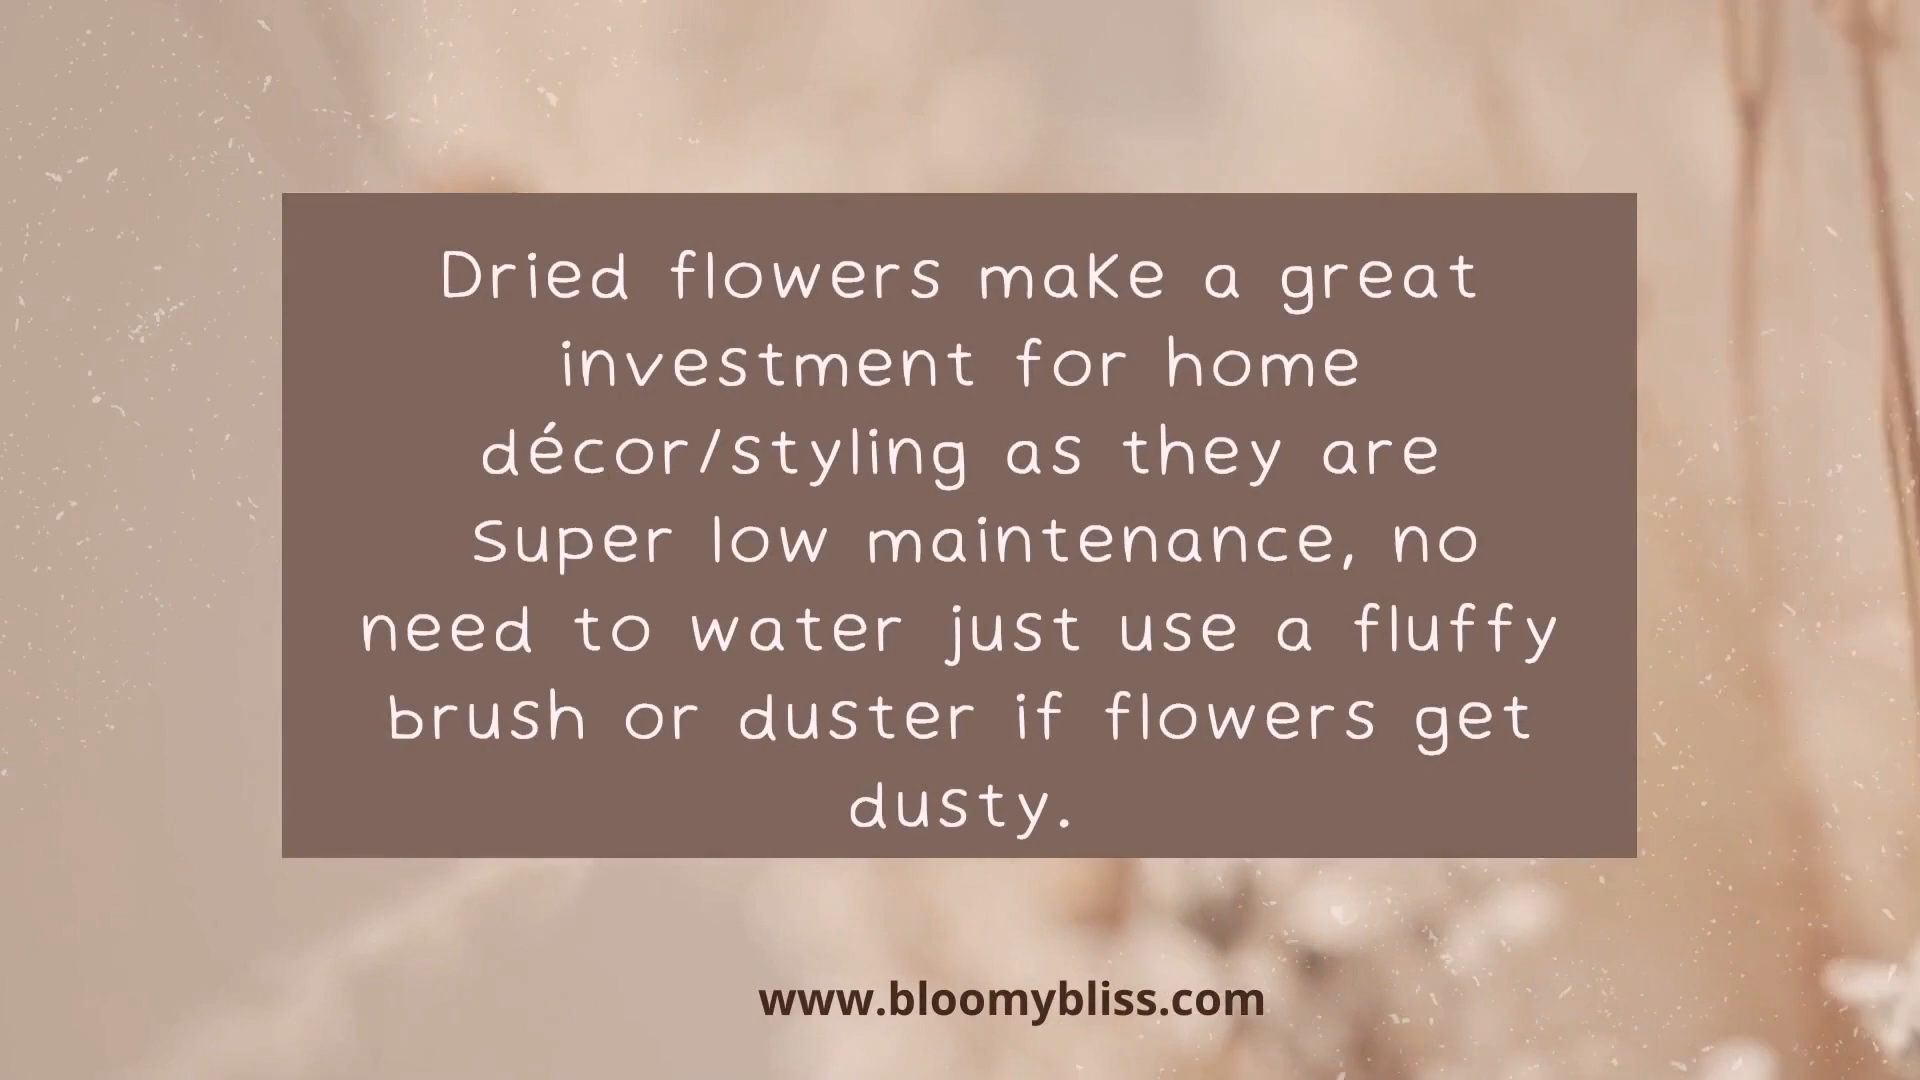 Dried flowers make a great
investment for home
décor/styling as they are
Super low maintenance, no
need to water just use a fluffy
brush or duster if flowers get
dusty.
www.bloomybliss.com